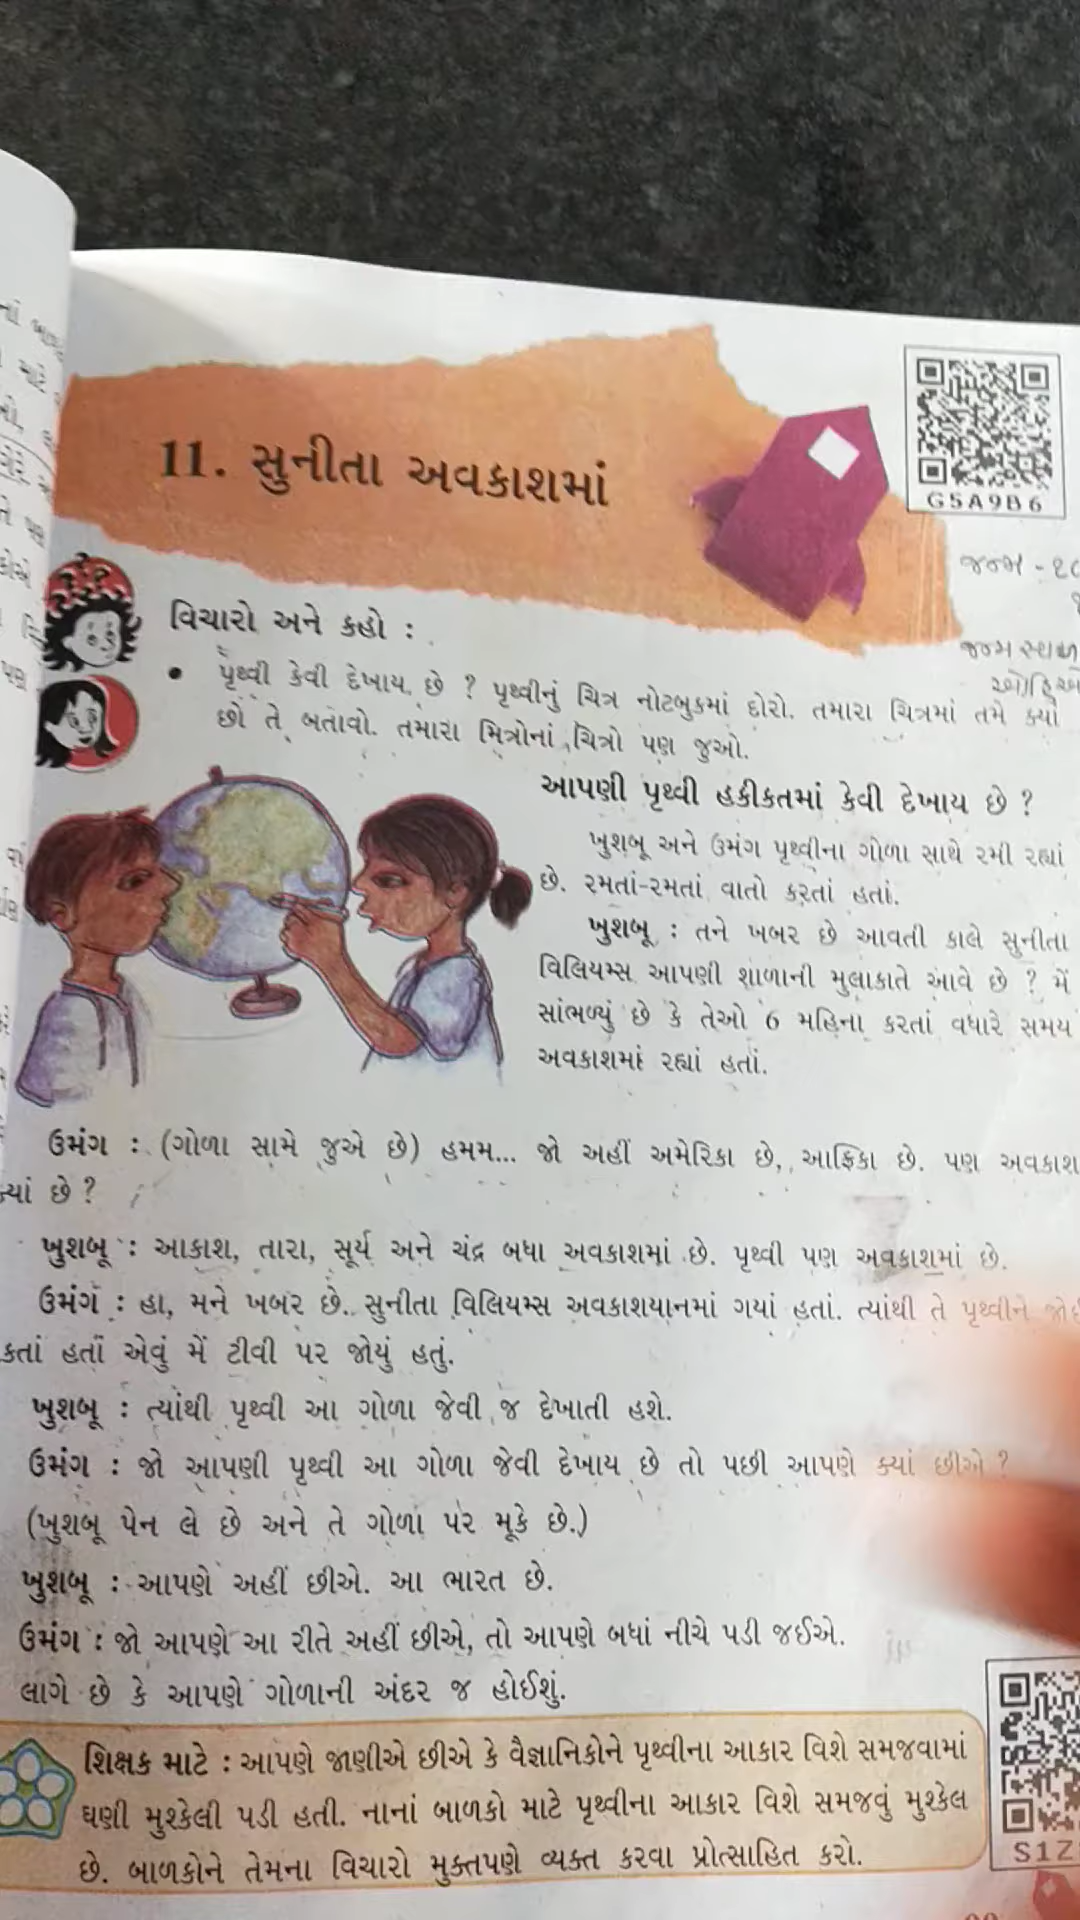 G5A9B6
11. સુનીતા અવકાશમાં
જન્મ -
જન્મ સ્થળ
વિચારો અને કહો :
• પૃથ્વી કેવી દેખાય છે ? પૃથ્વીનું ચિત્ર નોટબુકમાં દોરો. તમારા ચિત્રમાં તમે ક્યાં
છો તે બતાવો. તમારા મિત્રોનાં ચિત્રો પણ જુઓ.
આપણી પૃથ્વી હકીકતમાં કેવી દેખાય છે ?
ખુશબૂ અને ઉમંગ પૃથ્વીના ગોળા સાથે રમી રહ્યાં
છે. રમતાં-રમતાં વાતો કરતાં હતાં.
ખુશબૂ : તને ખબર છે આવતી કાલે સુનીતા
વિલિયમ્સ આપણી શાળાની મુલાકાતે આવે છે ? મેં
સાંભળ્યું છે કે તેઓ 6 મહિના કરતાં વધારે સમય
અવકાશમાં રહ્યાં હતાં.
ઉમંગ : (ગોળા સામે જુએ છે) હમમ... જો અહીં અમેરિકા છે, આફ્રિકા છે. પણ અવકાશ
ક્યાં છે ?
ખુશબૂ : આકાશ, તારા, સૂર્ય અને ચંદ્ર બધા અવકાશમાં છે. પૃથ્વી પણ અવકાશમાં છે.
ઉમંગ : હા, મને ખબર છે. સુનીતા વિલિયમ્સ અવકાશયાનમાં ગયાં હતાં. ત્યાંથી તે પૃથ્વીને
કતાં હતાં એવું મેં ટીવી પર જોયું હતું.
ખુશબૂ : ત્યાંથી પૃથ્વી આ ગોળા જેવી જ દેખાતી હશે.
ઉમંગ : જો આપણી પૃથ્વી આ ગોળા જેવી દેખાય છે તો પછી આપણે ક્યાં છીએ ?
(ખુશબૂ પેન લે છે અને તે ગોળા પર મૂકે છે.)
ખુશબૂ : આપણે અહીં છીએ. આ ભારત છે.
ઉમંગ : જો આપણે આ રીતે અહીં છીએ, તો આપણે બધાં નીચે પડી જઈએ.
લાગે છે કે આપણે ગોળાની અંદર જ હોઈશું.
શિક્ષક માટે : આપણે જાણીએ છીએ કે વૈજ્ઞાનિકોને પૃથ્વીના આકાર વિશે સમજવામાં
ઘણી મુશ્કેલી પડી હતી. નાનાં બાળકો માટે પૃથ્વીના આકાર વિશે સમજવું મુશ્કેલ
છે. બાળકોને તેમના વિચારો મુક્તપણે વ્યક્ત કરવા પ્રોત્સાહિત કરો.
S1Z